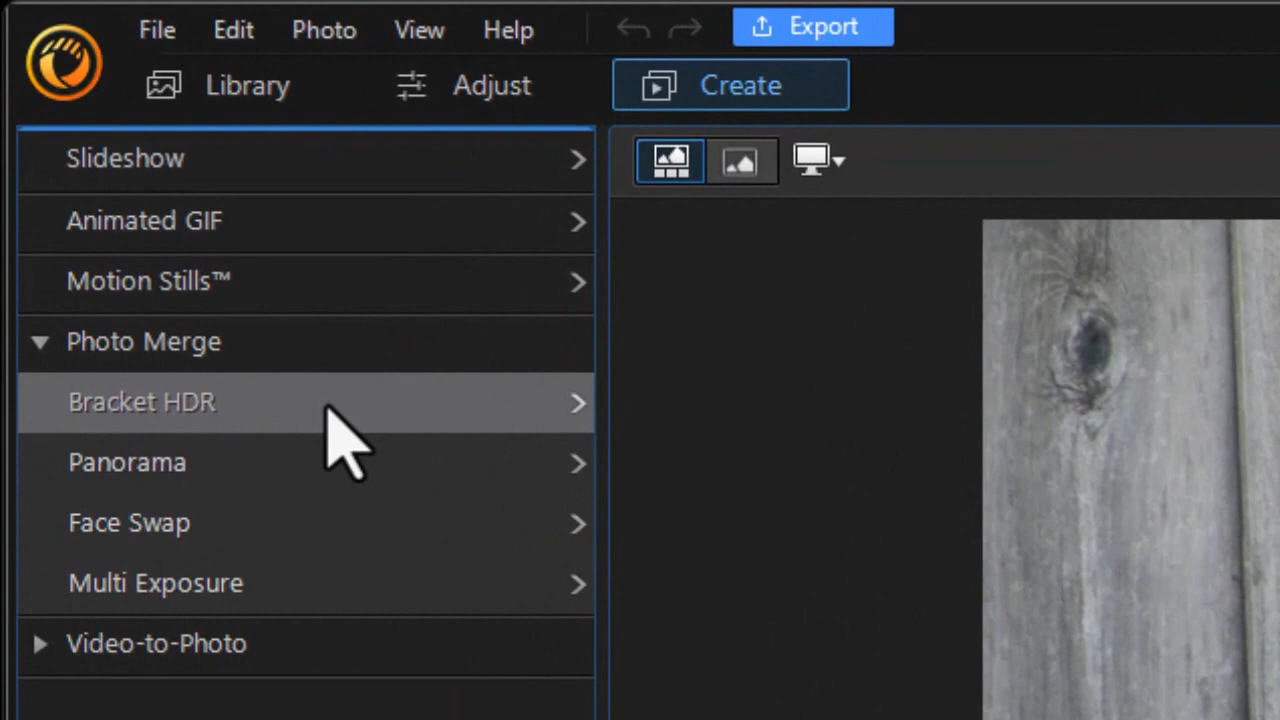 File Edit Photo View Help Export
Library Adjust Create
Slideshow
Animated GIF
Motion Stills™
Photo Merge
Bracket HDR
Panorama
Face Swap
Multi Exposure
Video-to-Photo